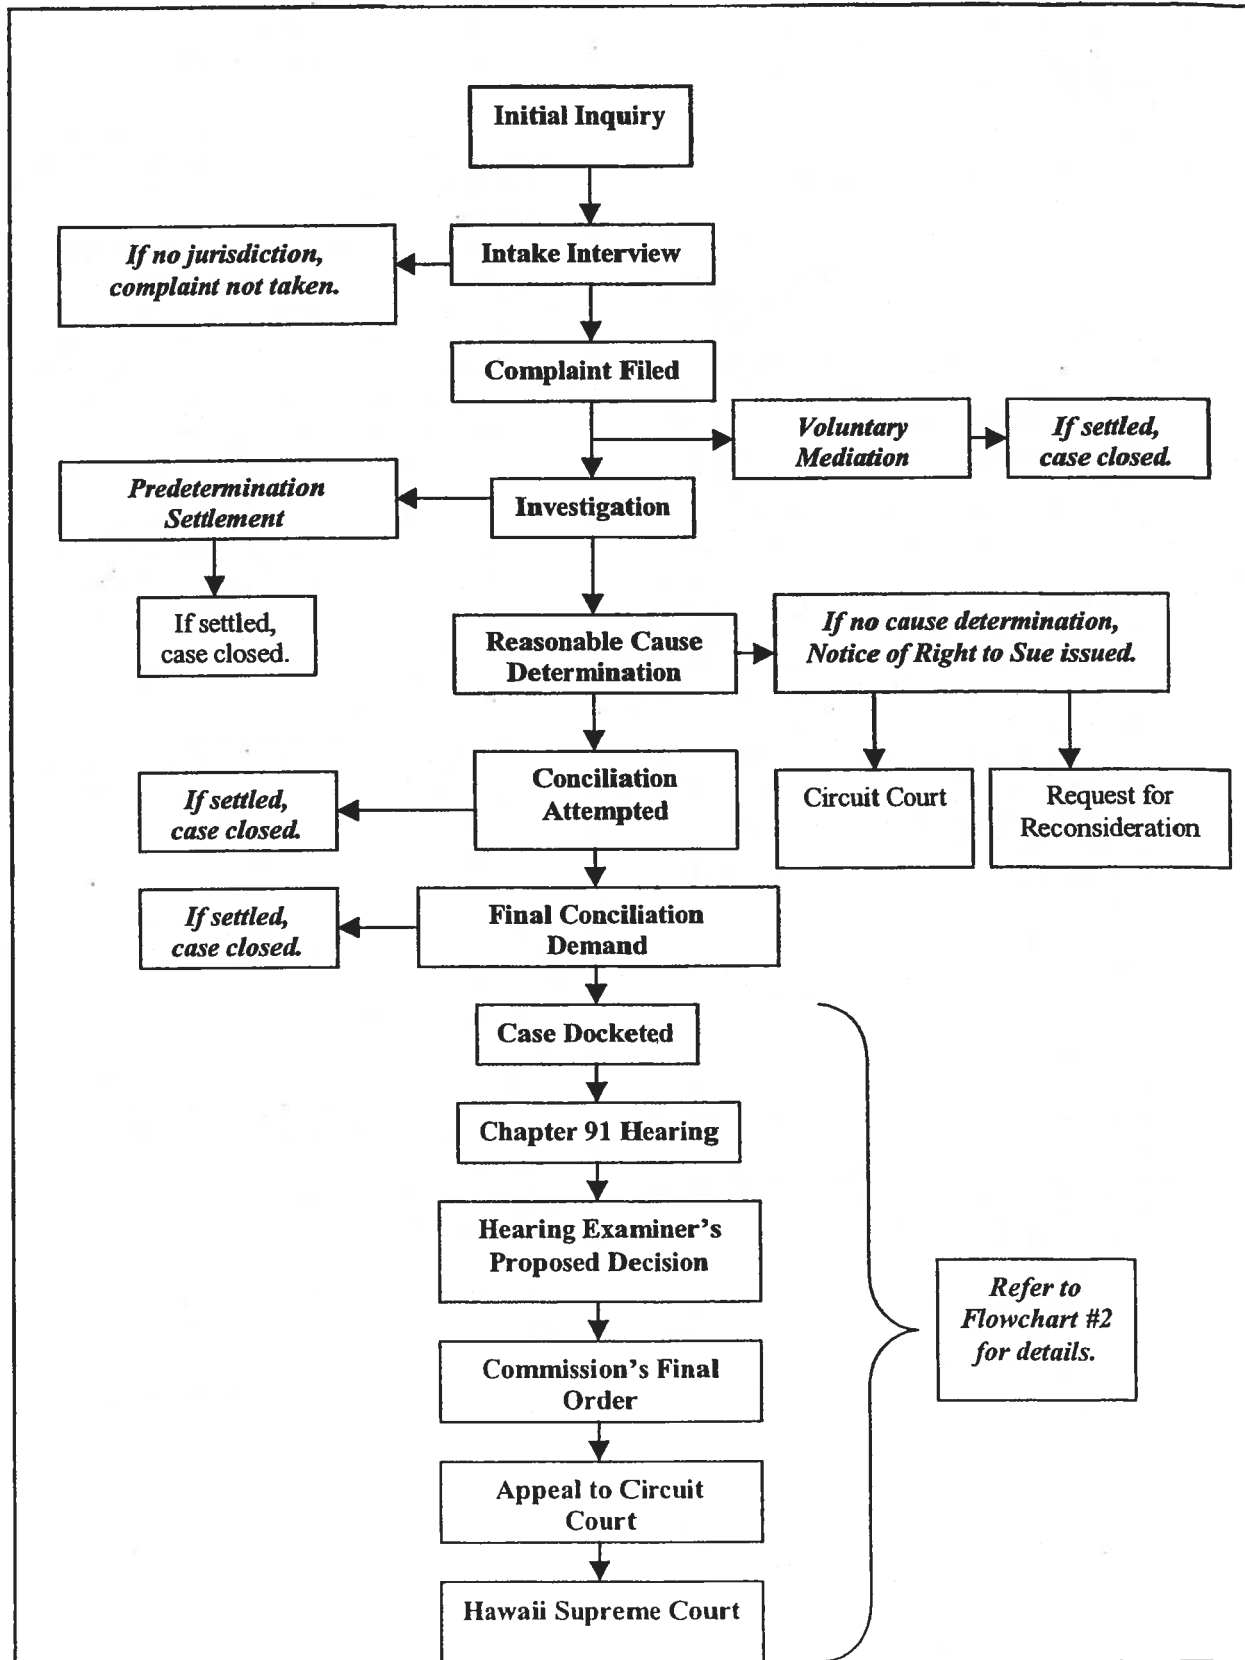 Initial Inquiry
If no jurisdiction,
complaint not taken.
Intake Interview
Complaint Filed
Voluntary
Mediation
If settled,
case closed.
Predetermination
Settlement
Investigation
If settled,
case closed.
Reasonable Cause
Determination
If no cause determination,
Notice of Right to Sue issued.
Conciliation
Attempted
If settled,
case closed.
Circuit Court
Request for
Reconsideration
If settled,
case closed.
Final Conciliation
Demand
Case Docketed
Chapter 91 Hearing
Hearing Examiner's
Proposed Decision
Refer to
Flowchart #2
for details.
Commission's Final
Order
Appeal to Circuit
Court
Hawaii Supreme Court